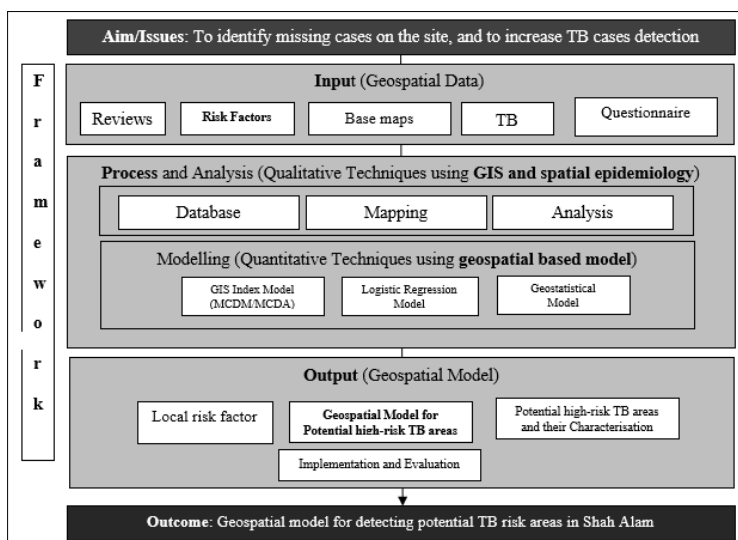 Aim/Issues: To identify missing cases on the site, and to increase TB cases detection
F
r
a
m
e
w
o
r
k
Input (Geospatial Data)
Reviews
Risk Factors
Base maps
TB
Questionnaire
Process and Analysis (Qualitative Techniques using GIS and spatial epidemiology)
Database
Mapping
Analysis
Modelling (Quantitative Techniques using geospatial based model)
GIS Index Model
(MCDM/MCDA)
Logistic Regression
Model
Geostatistical
Model
Output (Geospatial Model)
Local risk factor
Geospatial Model for
Potential high-risk TB areas
Potential high-risk TB areas
and their Characterisation
Implementation and Evaluation
Outcome: Geospatial model for detecting potential TB risk areas in Shah Alam